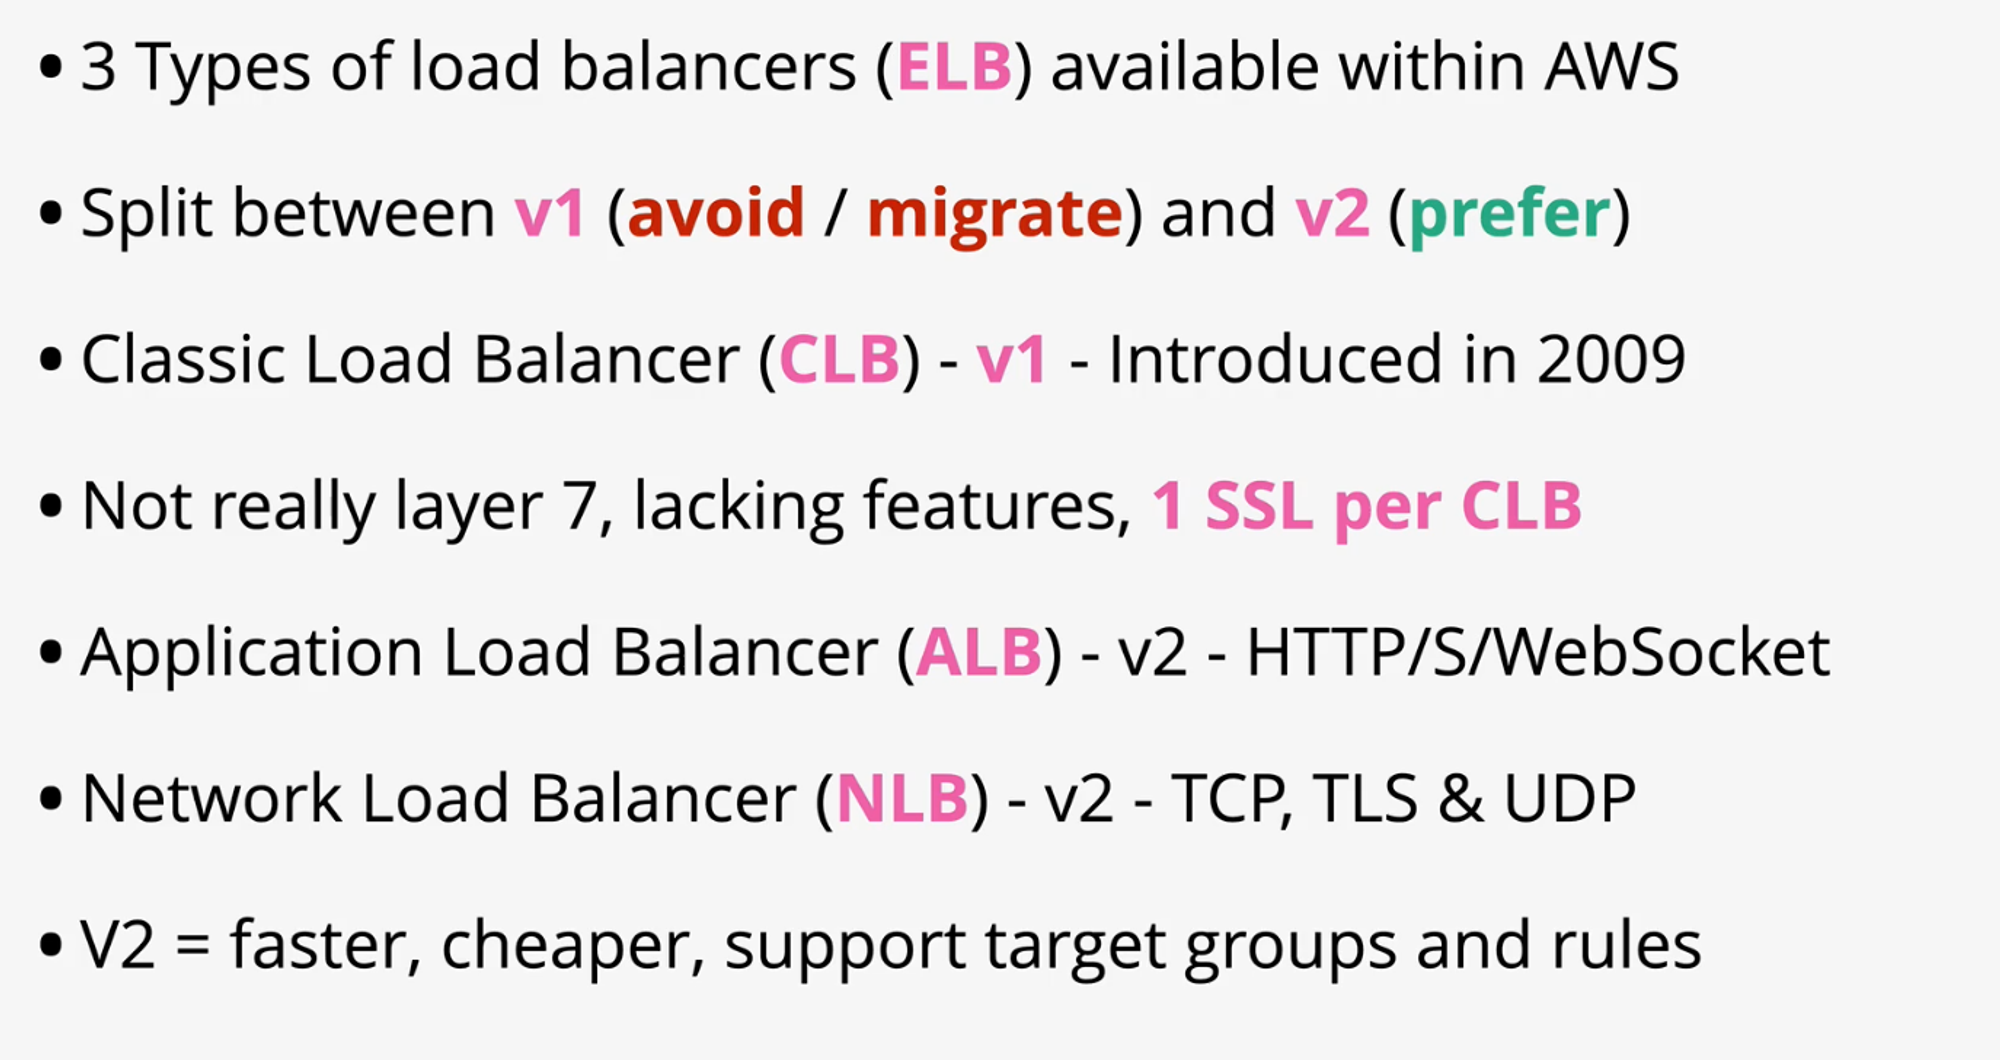 • 3 Types of load balancers (ELB) available within AWS
• Split between v1 (avoid / migrate) and v2 (prefer)
• Classic Load Balancer (CLB) - v1 - Introduced in 2009
• Not really layer 7, lacking features, 1 SSL per CLB
• Application Load Balancer (ALB) - v2 - HTTP/S/WebSocket
• Network Load Balancer (NLB) - v2 - TCP, TLS & UDP
• V2 = faster, cheaper, support target groups and rules